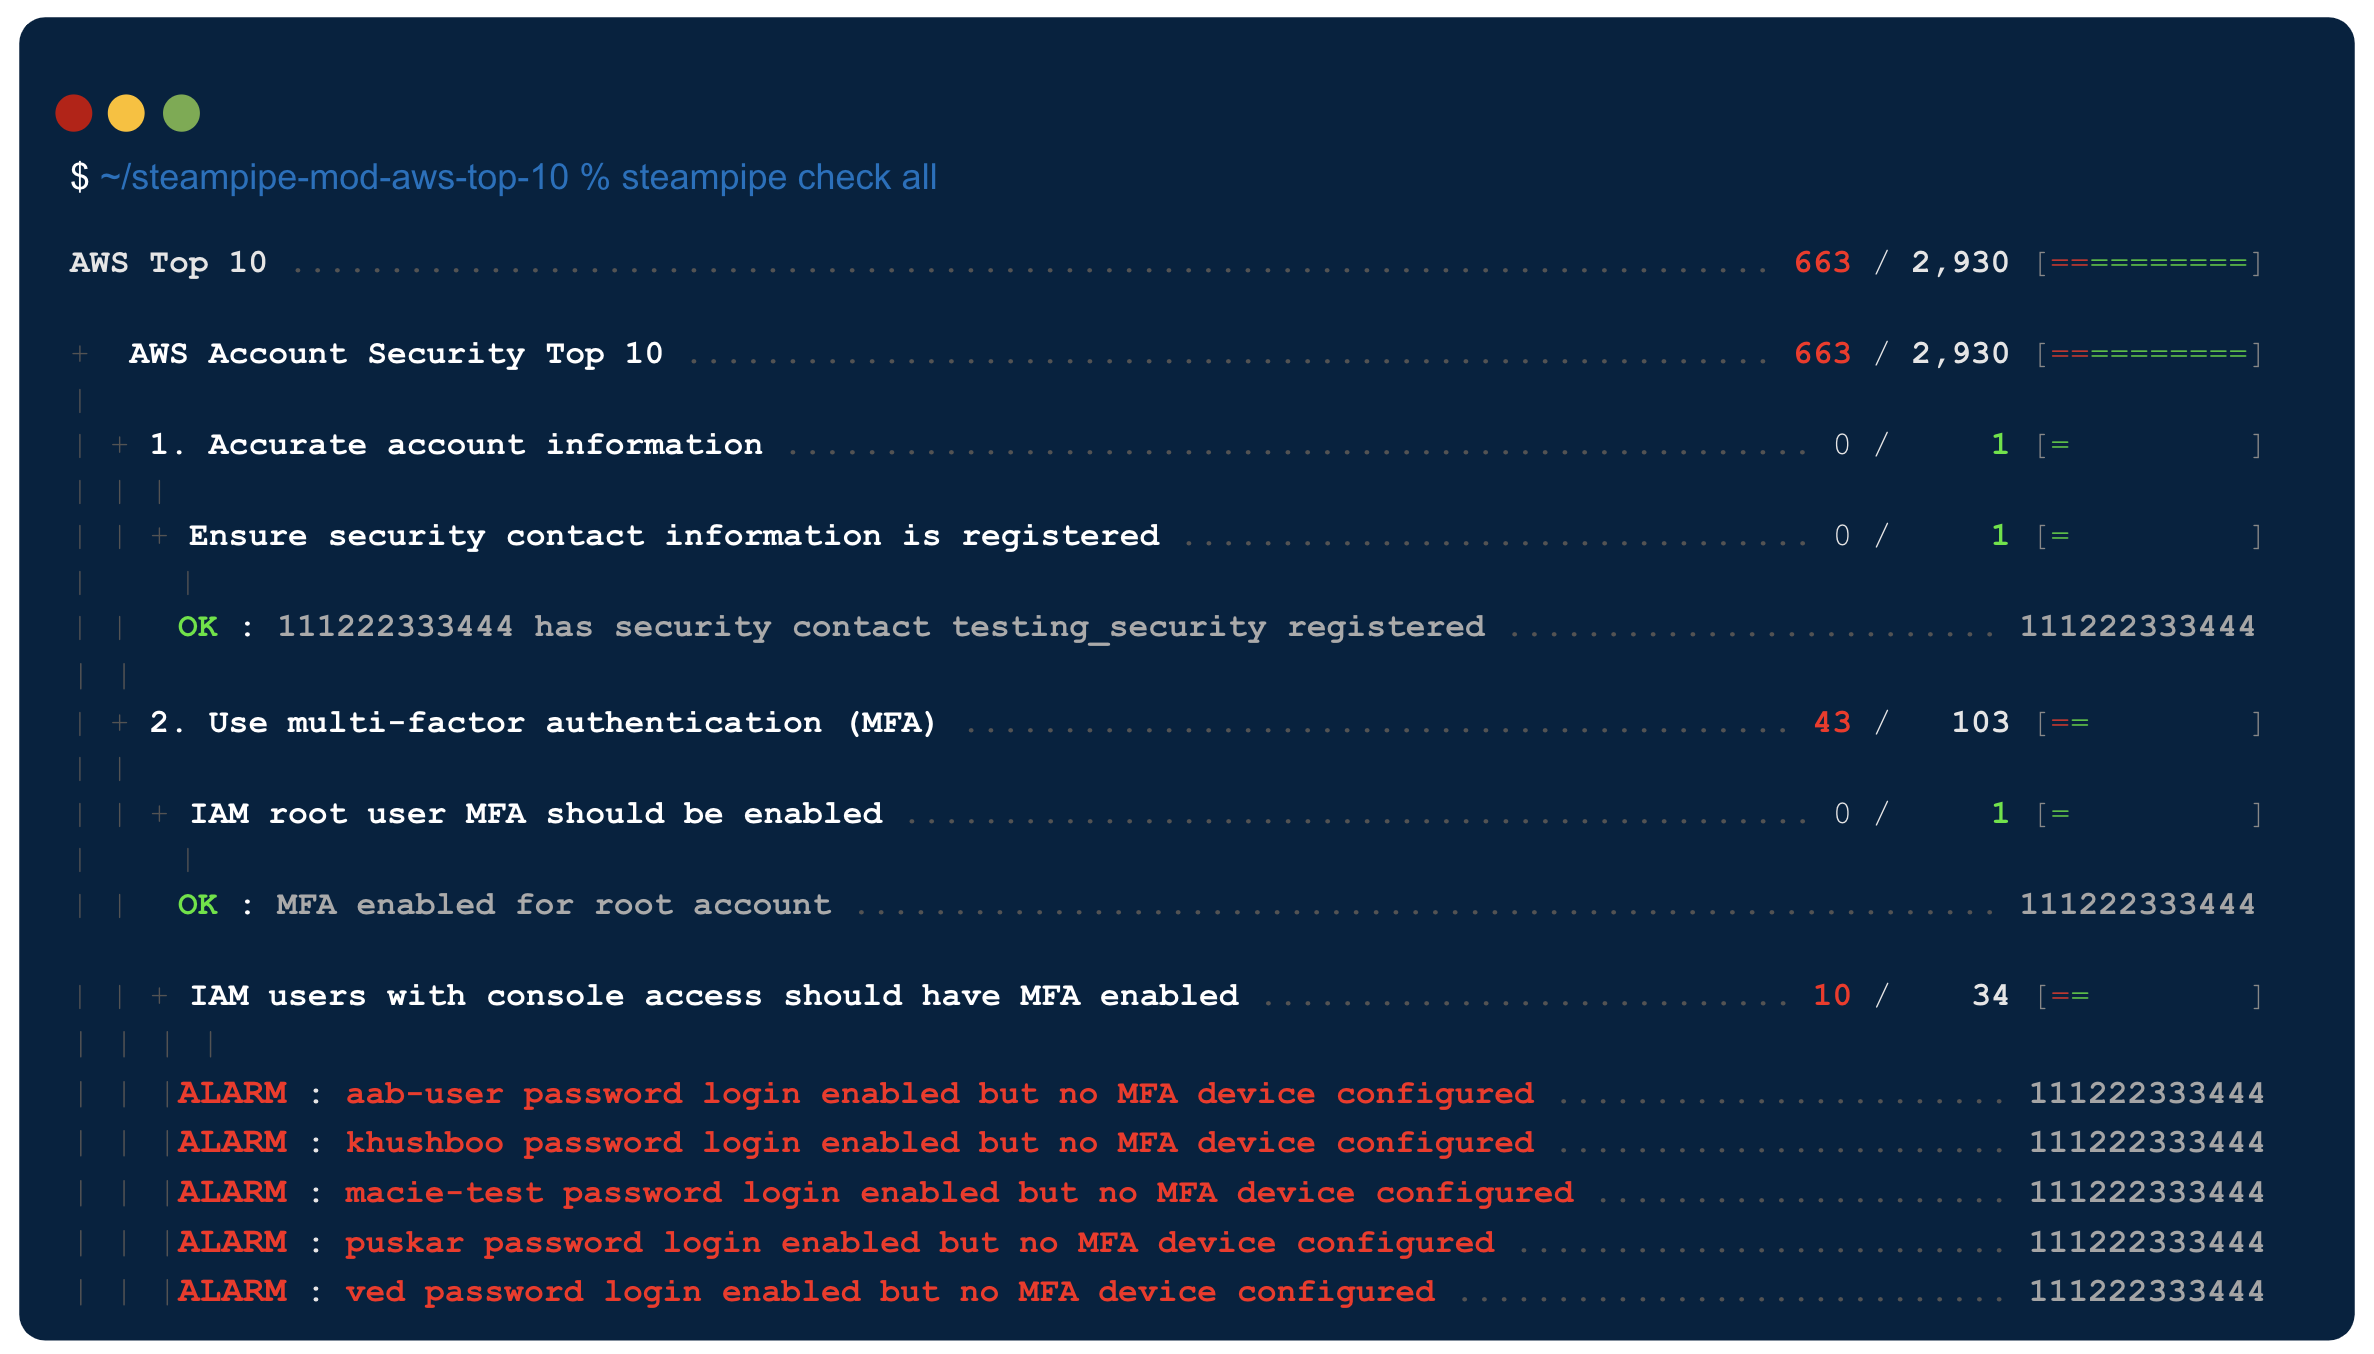 $ ~/steampipe-mod-aws-top-10 % steampipe check all
AWS Top 10 ........................................................................... 663 / 2,930 [==========]
+ AWS Account Security Top 10 ....................................................... 663 / 2,930 [==========]
|
| + 1. Accurate account information .................................................... 0 / 1 [= ]
| | |
| | + Ensure security contact information is registered ................................ 0 / 1 [= ]
| |
| | OK : 111222333444 has security contact testing_security registered ......................... 111222333444
| |
| + 2. Use multi-factor authentication (MFA) .......................................... 43 / 103 [== ]
| |
| | + IAM root user MFA should be enabled .............................................. 0 / 1 [= ]
| |
| | OK : MFA enabled for root account .......................................................... 111222333444
| | + IAM users with console access should have MFA enabled ........................... 10 / 34 [== ]
| | | |
| | |ALARM : aab-user password login enabled but no MFA device configured ....................... 111222333444
| | |ALARM : khushboo password login enabled but no MFA device configured ....................... 111222333444
| | |ALARM : macie-test password login enabled but no MFA device configured ..................... 111222333444
| | |ALARM : puskar password login enabled but no MFA device configured ......................... 111222333444
| | |ALARM : ved password login enabled but no MFA device configured ............................ 111222333444